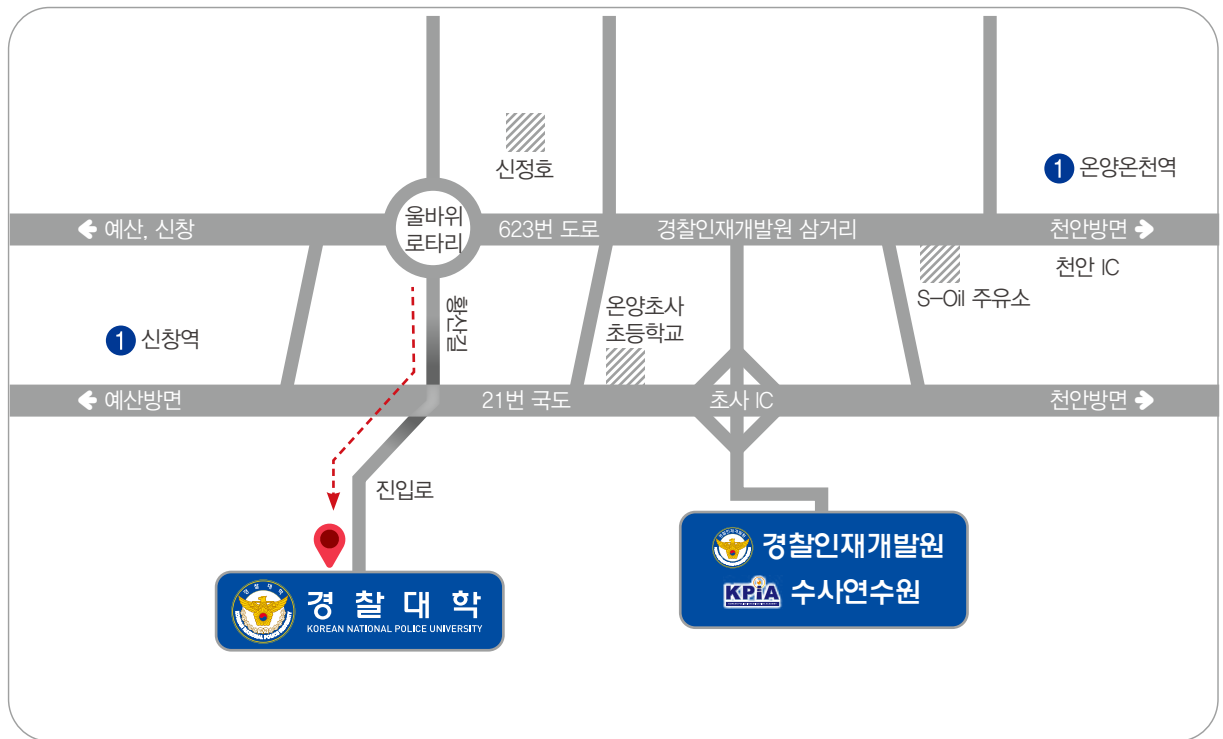 신정호
1 온양온천역
울바위
로타리
← 예산, 신창
623번 도로
경찰인재개발원 삼거리
천안방면 →
천안 IC
S-Oil 주유소
황산길
온양초사
초등학교
1 신창역
← 예산방면
21번 국도
초사 IC
천안방면 →
진입로
경찰인재개발원
KPiA 수사연수원
경찰대학
KOREAN NATIONAL POLICE UNIVERSITY